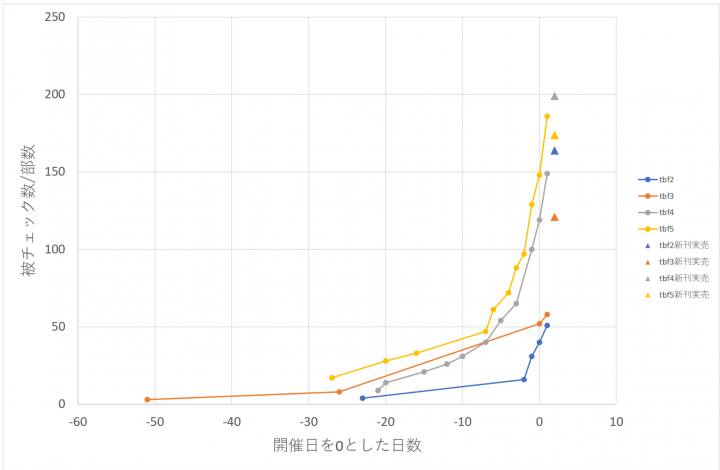 250
200
150
100
50
0
-60
-50
-40
-30
-20
-10
0
10
被チェック数/部数
開催日を0とした日数
tbf2
tbf3
tbf4
tbf5
tbf2新刊実売
tbf3新刊実売
tbf4新刊実売
tbf5新刊実売